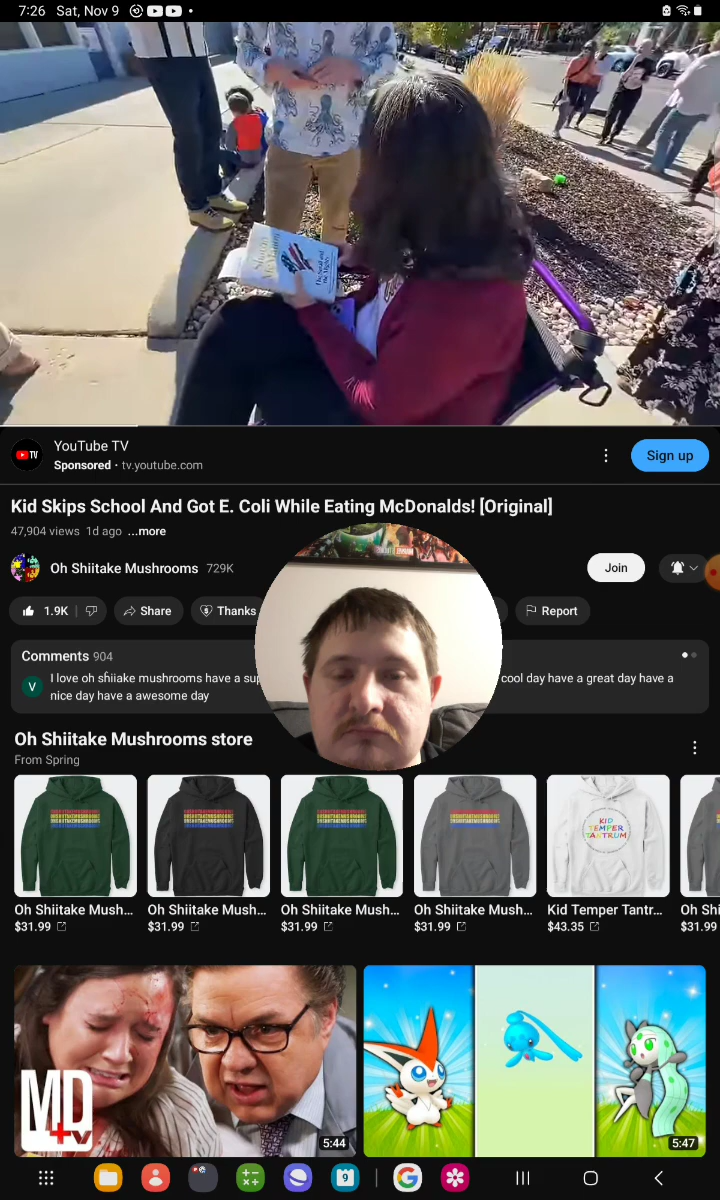 7:26 Sat, Nov 9
YouTube TV
Sponsored · tv.youtube.com
Sign up
Kid Skips School And Got E. Coli While Eating McDonalds! [Original]
47,904 views 1d ago ...more
Oh Shiitake Mushrooms 729K
Join
1.9K
Share
Thanks
Report
Comments 904
V
I love oh shiiake mushrooms have a sup
cool day have a great day have a
nice day have a awesome day
Oh Shiitake Mushrooms store
From Spring
KID
TEMPER
TANTRUM
Oh Shiitake Mush...
$31.99
Oh Shiitake Mush...
$31.99
Oh Shiitake Mush...
$31.99
Oh Shiitake Mush...
$31.99
Kid Temper Tantr...
$43.35
Oh Shi
$31.99
MD
tv
5:44
5:47
9
G